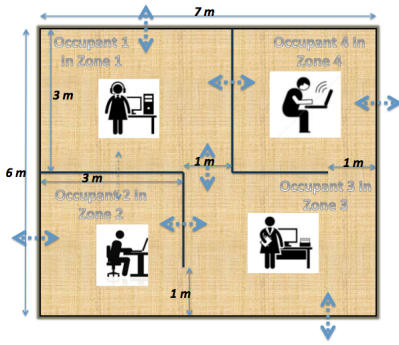 7 m
Occupant 1
in Zone 1
Occupant 4 in
Zone 4
3 m
6 m
1 m
1 m
3 m
Occupant 2 in
Zone 2
Occupant 3 in
Zone 3
1 m